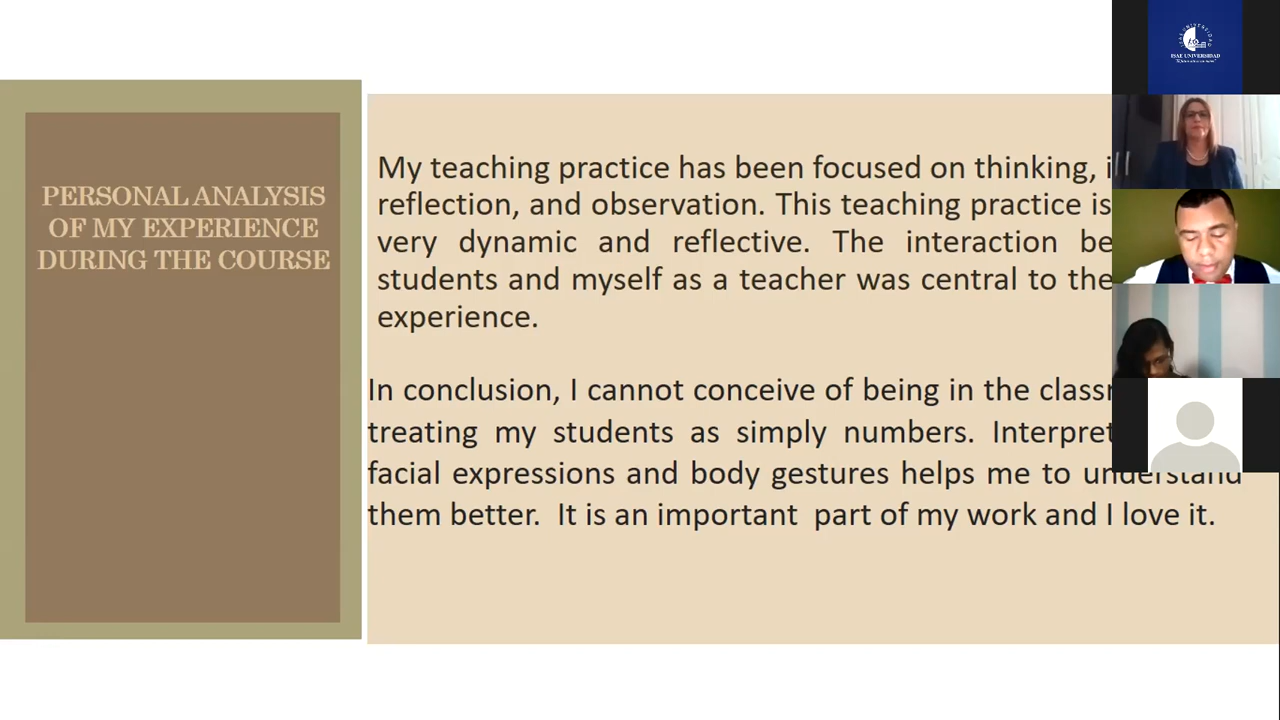 PERSONAL ANALYSIS
OF MY EXPERIENCE
DURING THE COURSE
My teaching practice has been focused on thinking,
reflection, and observation. This teaching practice is
very dynamic and reflective. The interaction
students and myself as a teacher was central to the
experience.
In conclusion, I cannot conceive of being in the
treating my students as simply numbers.
facial expressions and body gestures helps me to understand
them better. It is an important part of my work and I love it.
ISAE UNIVERSIDAD